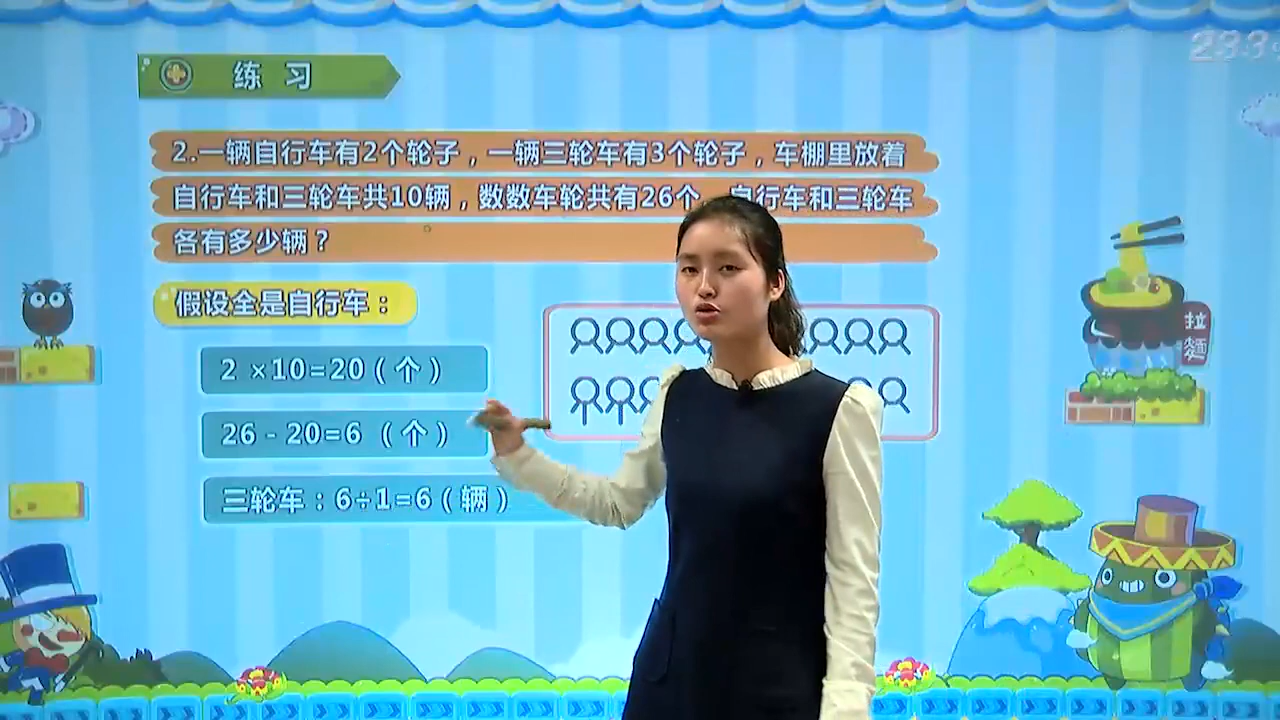 练 习
2.一辆自行车有2个轮子，一辆三轮车有3个轮子，车棚里放着
自行车和三轮车共10辆，数数车轮共有26个 自行车和三轮车
各有多少辆？
假设全是自行车：
2 ×10=20（个）
26－20=6 （个）
三轮车：6÷1=6（辆）
拉
麵